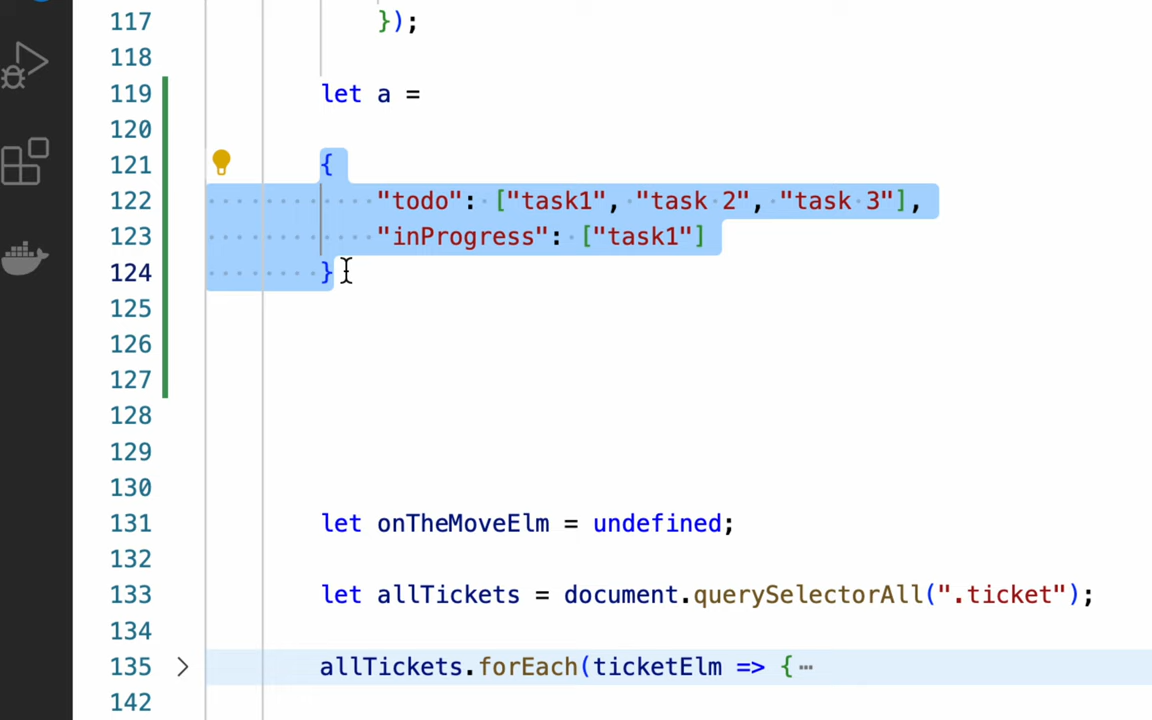 117 });
118
119 let a =
120
121 {
122 "todo": ["task1", "task 2", "task 3"],
123 "inProgress": ["task1"]
124 }
125
126
127
128
129
130
131 let onTheMoveElm = undefined;
132
133 let allTickets = document.querySelectorAll(".ticket");
134
135 allTickets.forEach(ticketElm => { ⋯
142